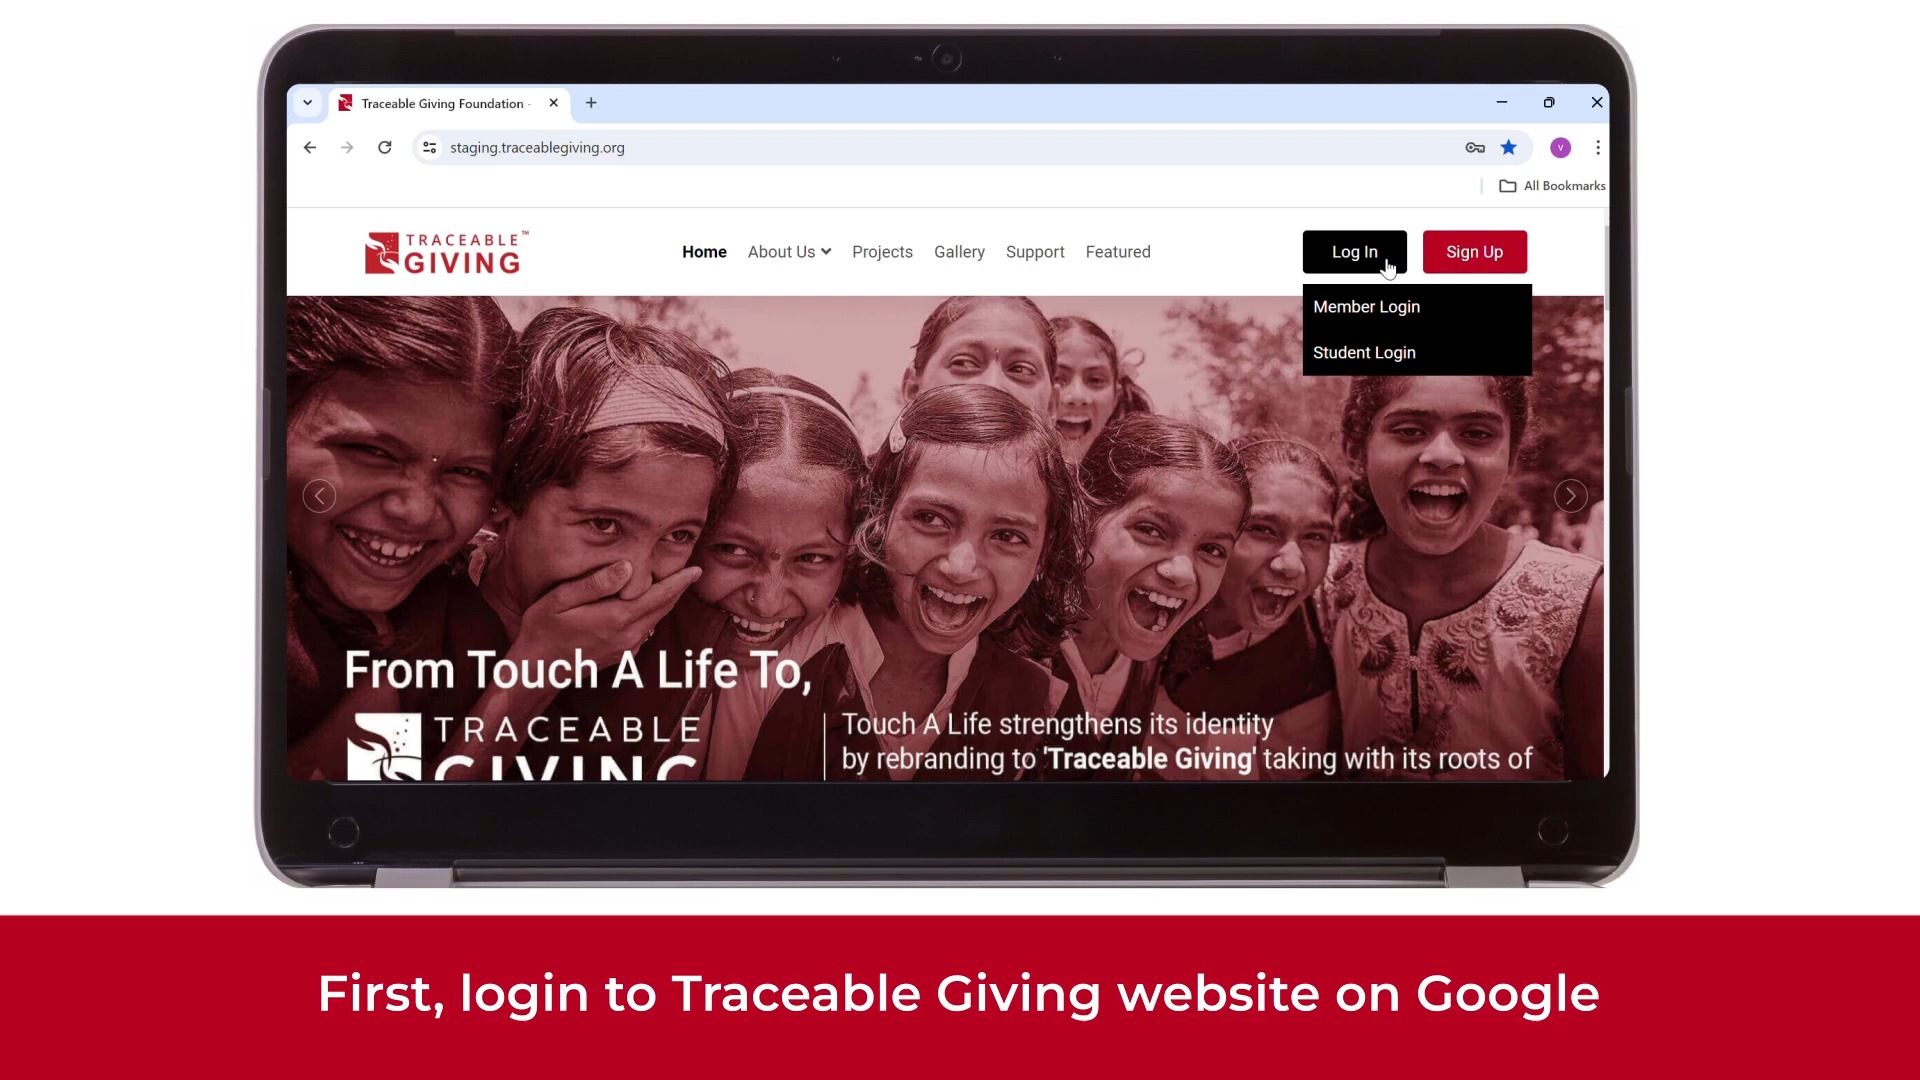 Traceable Giving Foundation -
staging.traceablegiving.org
V
All Bookmarks
TRACEABLE™
GIVING
Home About Us Projects Gallery Support Featured
Log In Sign Up
Member Login
Student Login
From Touch A Life To,
TRACEABLE
GIVING
Touch A Life strengthens its identity
by rebranding to 'Traceable Giving' taking with its roots of
First, login to Traceable Giving website on Google